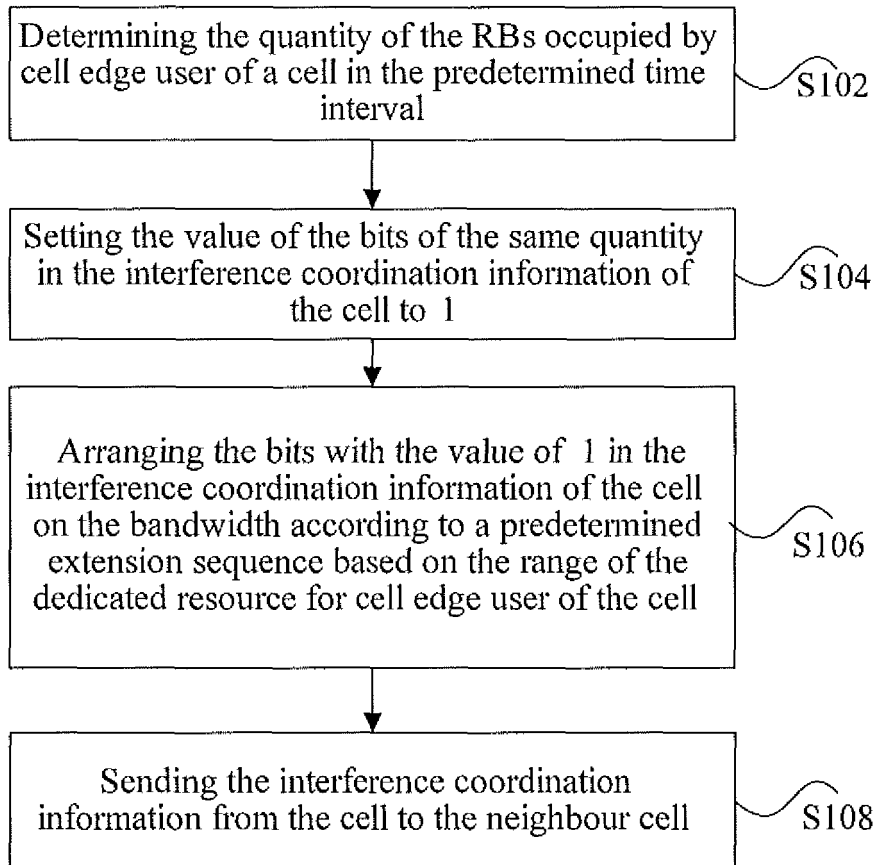 Determining the quantity of the RBs occupied by
cell edge user of a cell in the predetermined time
interval
S102
Setting the value of the bits of the same quantity
in the interference coordination information of
the cell to 1
S104
Arranging the bits with the value of 1 in the
interference coordination information of the cell
on the bandwidth according to a predetermined
extension sequence based on the range of the
dedicated resource for cell edge user of the cell
S106
Sending the interference coordination
information from the cell to the neighbour cell
S108